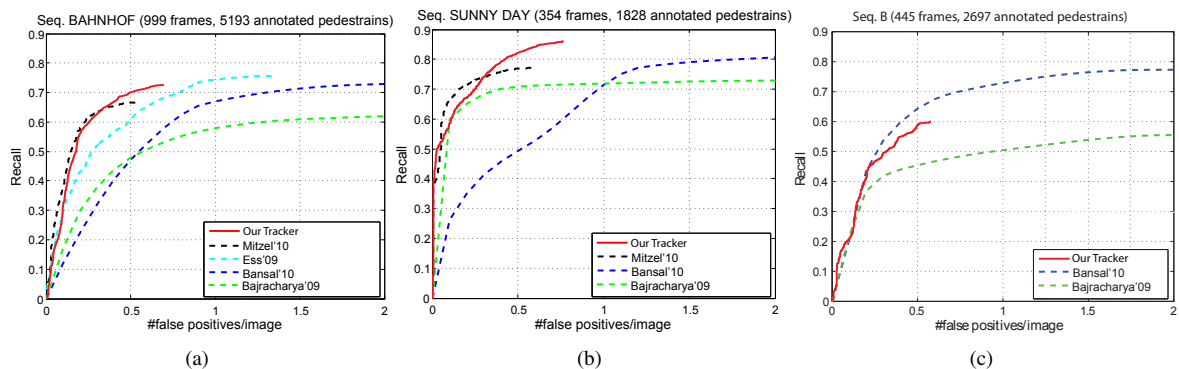 Seq. BAHNHOF (999 frames, 5193 annotated pedestrains)
0.9
0.8
0.7
0.6
0.5
0.4
0.3
0.2
0.1
0
Recall
Our Tracker
Mitzel'10
Ess'09
Bansal'10
Bajracharya'09
0 0.5 1 1.5 2
#false positives/image
(a)
Seq. SUNNY DAY (354 frames, 1828 annotated pedestrains)
0.9
0.8
0.7
0.6
0.5
0.4
0.3
0.2
0.1
0
Recall
Our Tracker
Mitzel'10
Bansal'10
Bajracharya'09
0 0.5 1 1.5 2
#false positives/image
(b)
Seq. B (445 frames, 2697 annotated pedestrains)
0.9
0.8
0.7
0.6
0.5
0.4
0.3
0.2
0.1
0
Recall
Our Tracker
Bansal'10
Bajracharya'09
0 0.5 1 1.5 2
#false positives/image
(c)